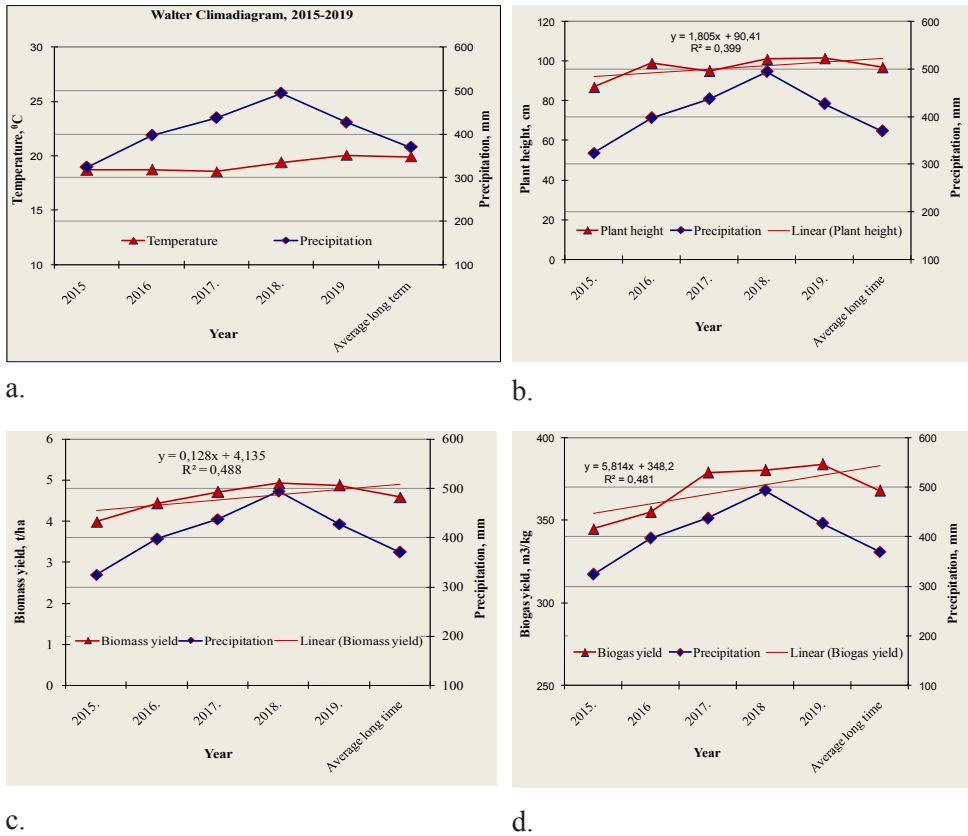 Walter Climadiagram, 2015-2019
30
25
20
15
10
Temperature, ⁰C
600
500
400
300
200
100
Precipitation, mm
Temperature Precipitation
2015 2016 2017. 2018. 2019 Average long term
Year
a.
y = 1,805x + 90,41
R² = 0,399
120
100
80
60
40
20
0
Plant height, cm
600
500
400
300
200
100
Precipitation, mm
Plant height Precipitation Linear (Plant height)
2015. 2016. 2017. 2018. 2019. Average long time
Year
b.
y = 0,128x + 4,135
R² = 0,488
6
5
4
3
2
1
0
Biomass yield, t/ha
600
500
400
300
200
100
Precipitation, mm
Biomass yield Precipitation Linear (Biomass yield)
2015. 2016. 2017. 2018. 2019. Average long time
Year
c.
y = 5,814x + 348,2
R² = 0,481
400
350
300
250
Biogas yield, m3/kg
600
500
400
300
200
100
Precipitation, mm
Biogas yield Precipitation Linear (Biogas yield)
2015. 2016. 2017. 2018 2019. Average long time
Year
d.